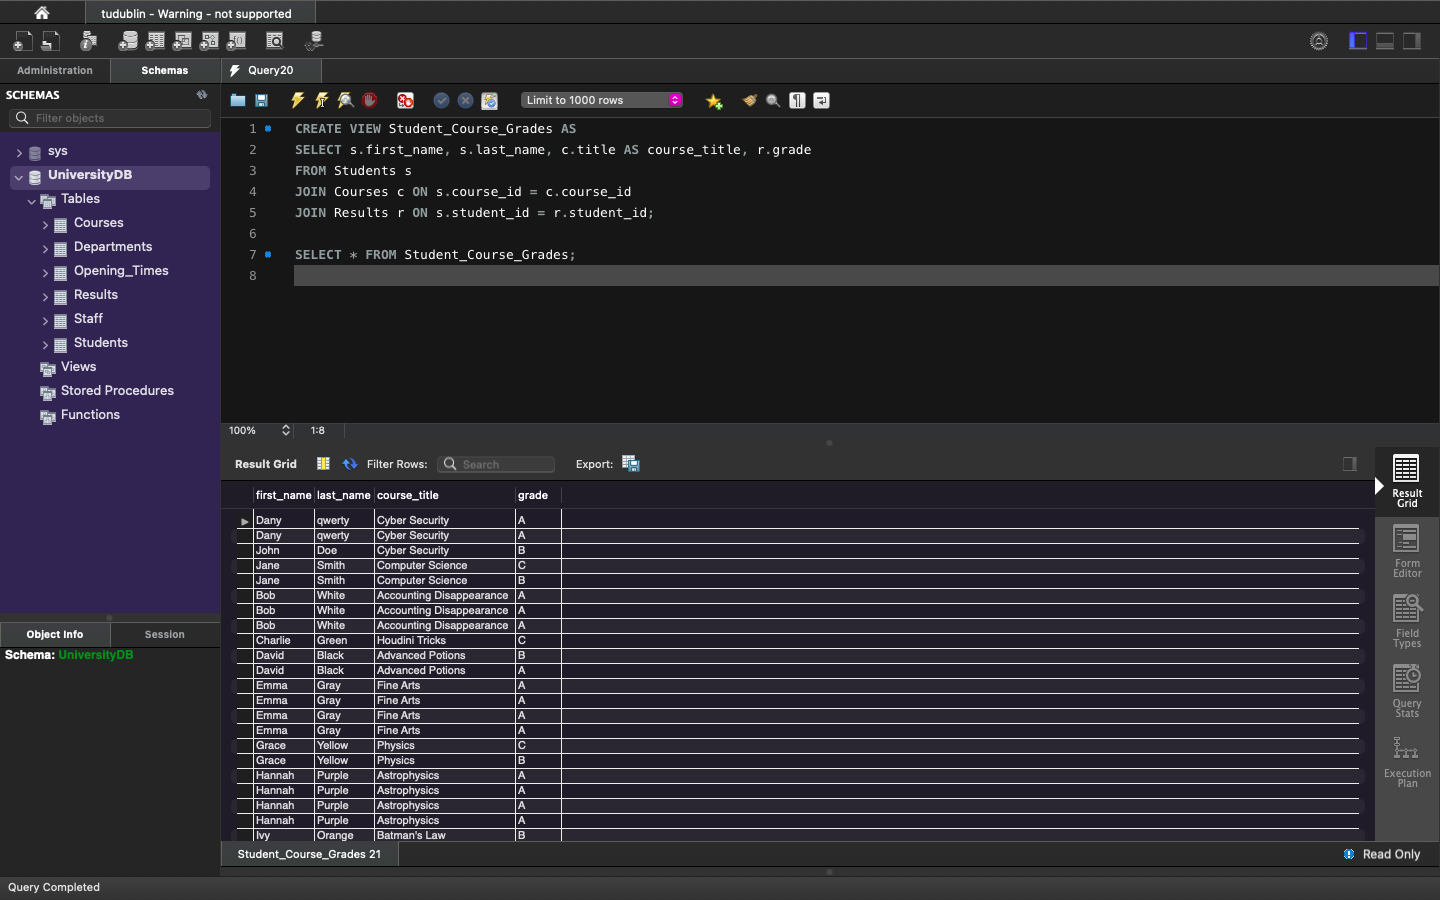 tudublin - Warning - not supported
Administration
Schemas
Query20
SCHEMAS
Filter objects
sys
UniversityDB
Tables
Courses
Departments
Opening_Times
Results
Staff
Students
Views
Stored Procedures
Functions
Object Info
Session
Schema: UniversityDB
Limit to 1000 rows
1 CREATE VIEW Student_Course_Grades AS
2 SELECT s.first_name, s.last_name, c.title AS course_title, r.grade
3 FROM Students s
4 JOIN Courses c ON s.course_id = c.course_id
5 JOIN Results r ON s.student_id = r.student_id;
6
7 SELECT * FROM Student_Course_Grades;
8
100% 1:8
Result Grid Filter Rows: Search Export:
first_name last_name course_title grade
Dany qwerty Cyber Security A
Dany qwerty Cyber Security A
John Doe Cyber Security B
Jane Smith Computer Science C
Jane Smith Computer Science B
Bob White Accounting Disappearance A
Bob White Accounting Disappearance A
Bob White Accounting Disappearance A
Charlie Green Houdini Tricks C
David Black Advanced Potions B
David Black Advanced Potions A
Emma Gray Fine Arts A
Emma Gray Fine Arts A
Emma Gray Fine Arts A
Emma Gray Fine Arts A
Grace Yellow Physics C
Grace Yellow Physics B
Hannah Purple Astrophysics A
Hannah Purple Astrophysics A
Hannah Purple Astrophysics A
Hannah Purple Astrophysics A
Ivy Orange Batman's Law B
Result
Grid
Form
Editor
Field
Types
Query
Stats
Execution
Plan
Student_Course_Grades 21
Read Only
Query Completed